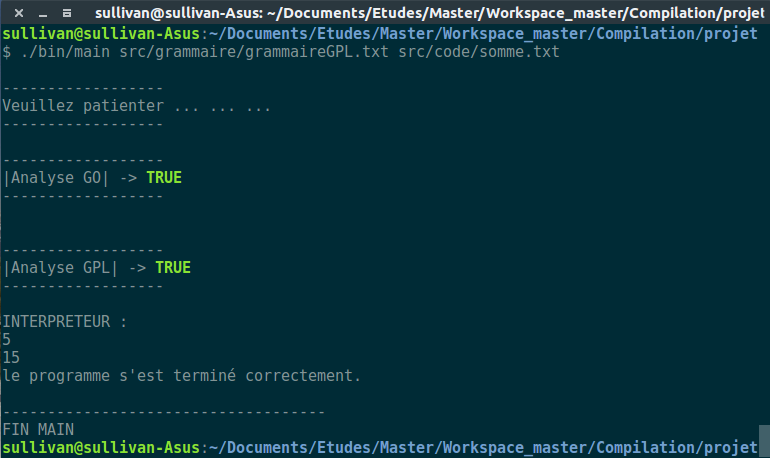 sullivan@sullivan-Asus: ~/Documents/Etudes/Master/Workspace_master/Compilation/projet
sullivan@sullivan-Asus:~/Documents/Etudes/Master/Workspace_master/Compilation/projet
$ ./bin/main src/grammaire/grammaireGPL.txt src/code/somme.txt
------------------
Veuillez patienter ... ... ...
------------------
------------------
|Analyse GO| -> TRUE
------------------
------------------
|Analyse GPL| -> TRUE
------------------
INTERPRETEUR :
5
15
le programme s'est terminé correctement.
------------------------------------
FIN MAIN
sullivan@sullivan-Asus:~/Documents/Etudes/Master/Workspace_master/Compilation/projet